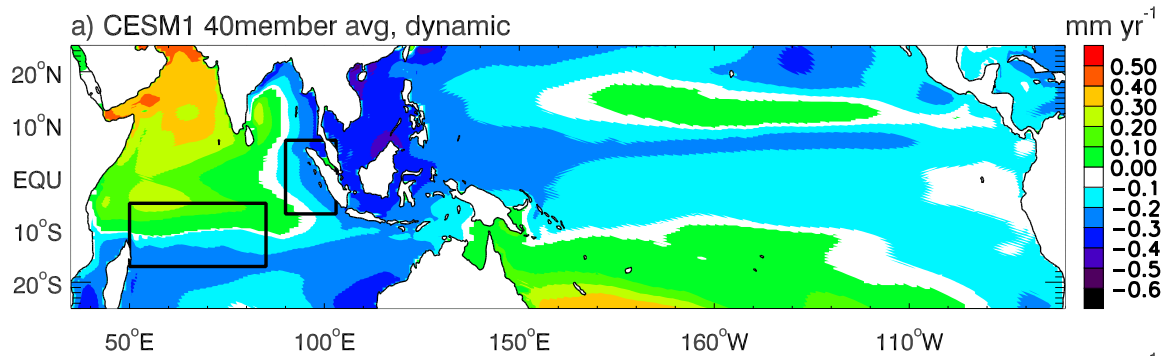 a) CESM1 40member avg, dynamic
mm yr⁻¹
20°N
10°N
EQU
10°S
20°S
0.50
0.40
0.30
0.20
0.10
0.00
−0.1
−0.2
−0.3
−0.4
−0.5
−0.6
50°E 100°E 150°E 160°W 110°W